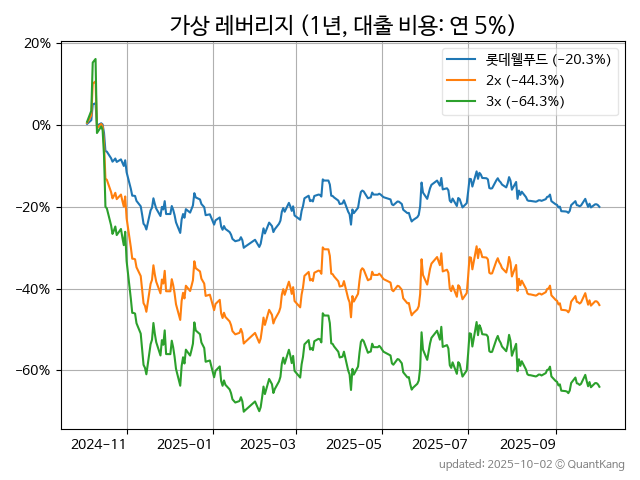 가상 레버리지 (1년, 대출 비용: 연 5%)
20%
0%
−20%
−40%
−60%
롯데웰푸드 (−20.3%)
2x (−44.3%)
3x (−64.3%)
2024-11
2025-01
2025-03
2025-05
2025-07
2025-09
updated: 2025-10-02 © QuantKang